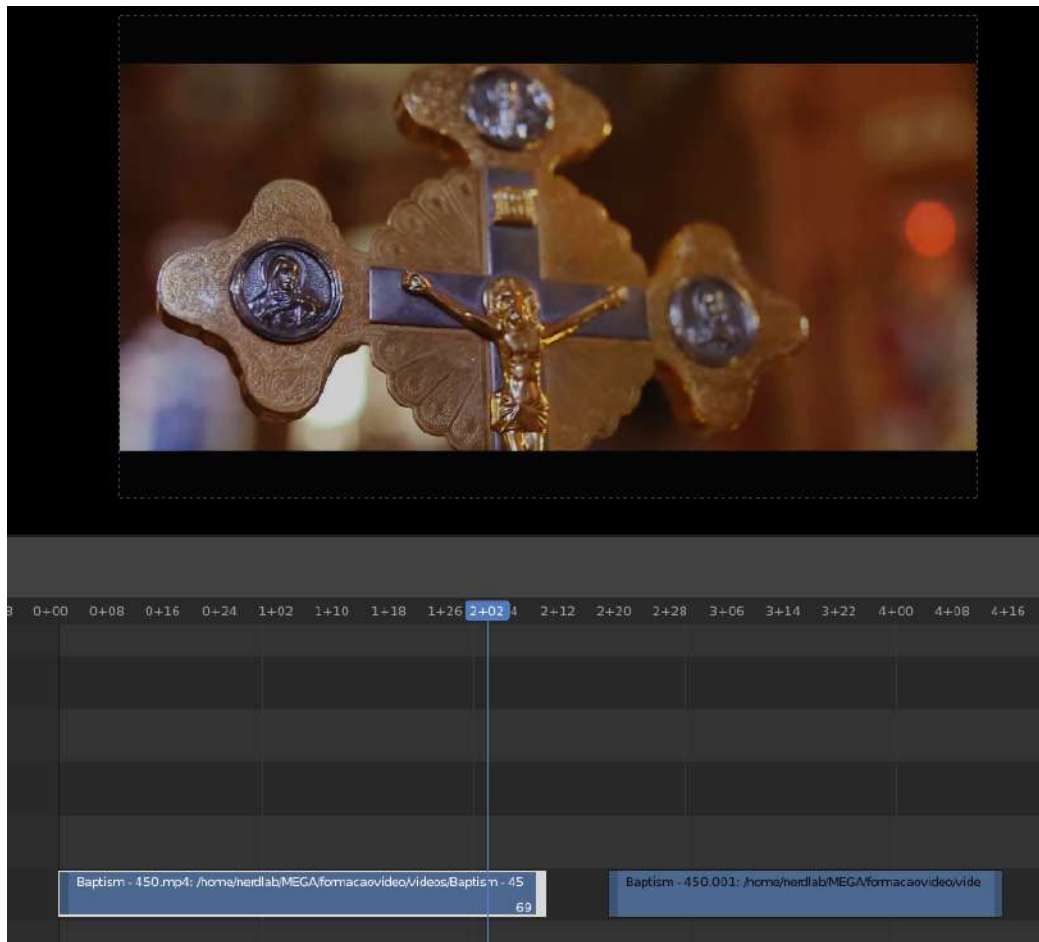 8 0+00 0+08 0+16 0+24 1+02 1+10 1+18 1+26 2+02 4 2+12 2+20 2+28 3+06 3+14 3+22 4+00 4+08 4+16
Baptism - 450.mp4: /home/nerdlab/MEGA/formacaovideo/videos/Baptism - 45 Baptism - 450.001: /home/nerdlab/MEGA/formacaovideo/vide
69